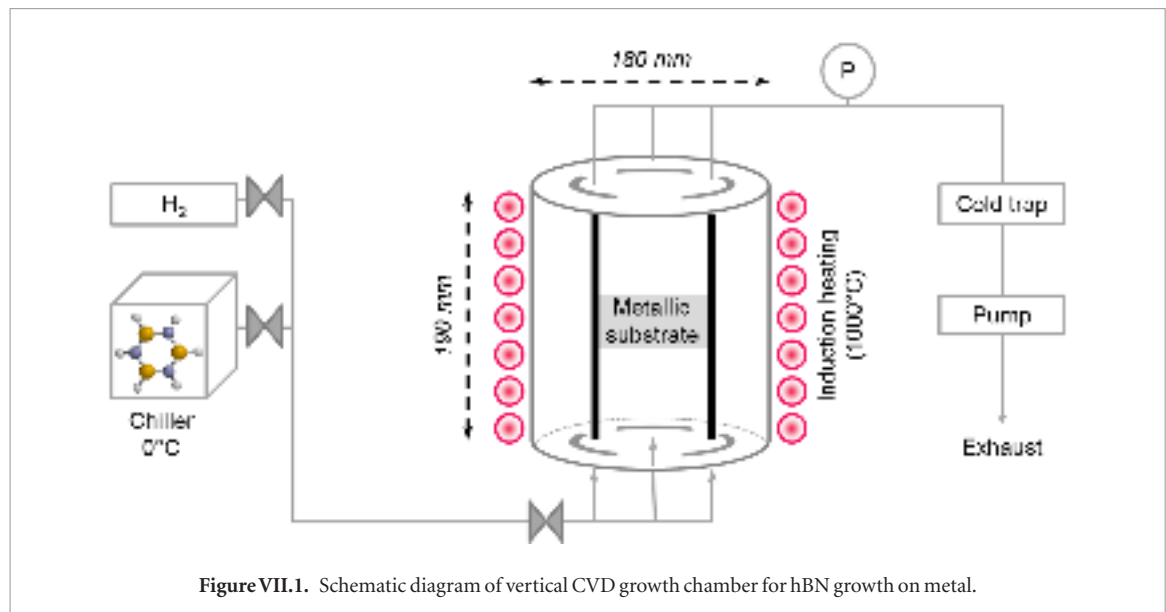 180 mm
P
H₂
190 mm
Metallic
substrate
Induction heating
(1000°C)
Cold trap
Pump
Chiller
0°C
Exhaust
Figure VII.1. Schematic diagram of vertical CVD growth chamber for hBN growth on metal.